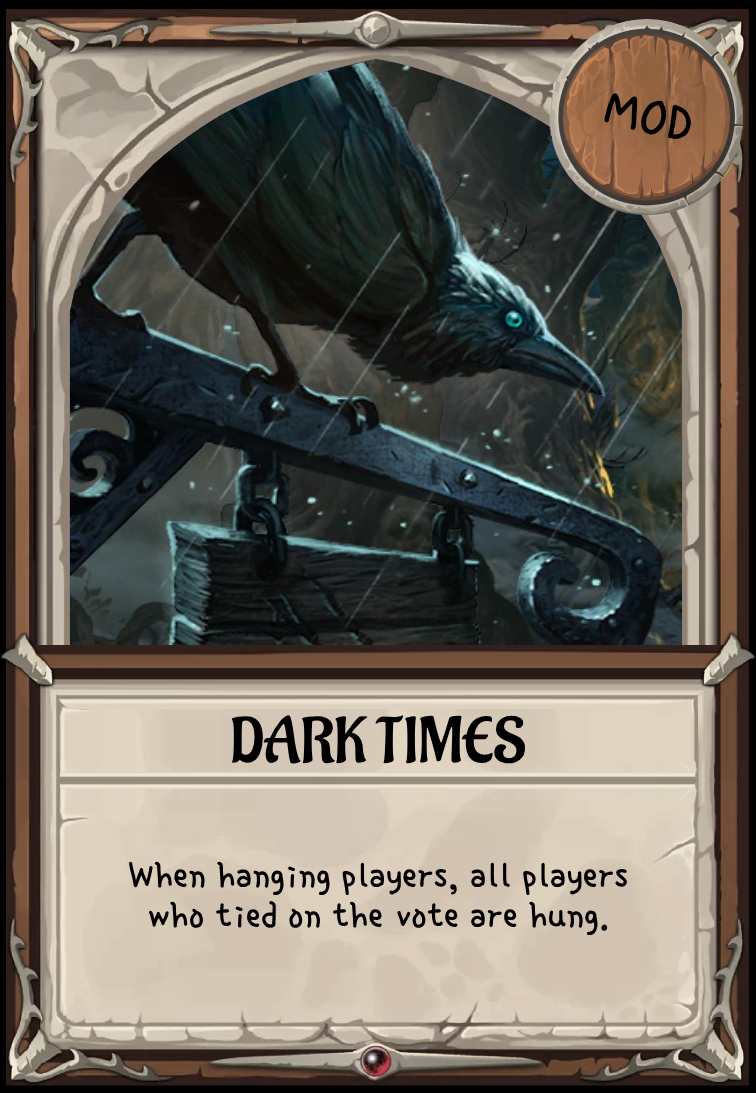 MOD
DARK TIMES
When hanging players, all players
who tied on the vote are hung.